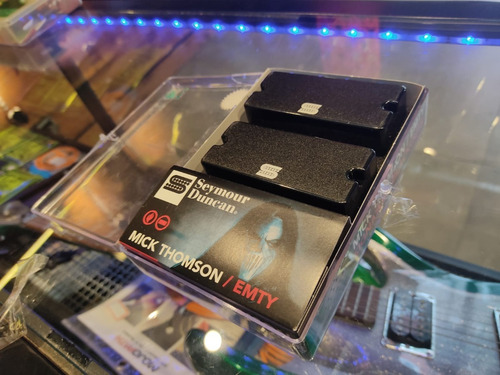 Seymour
Duncan.
MICK THOMSON / EMTY